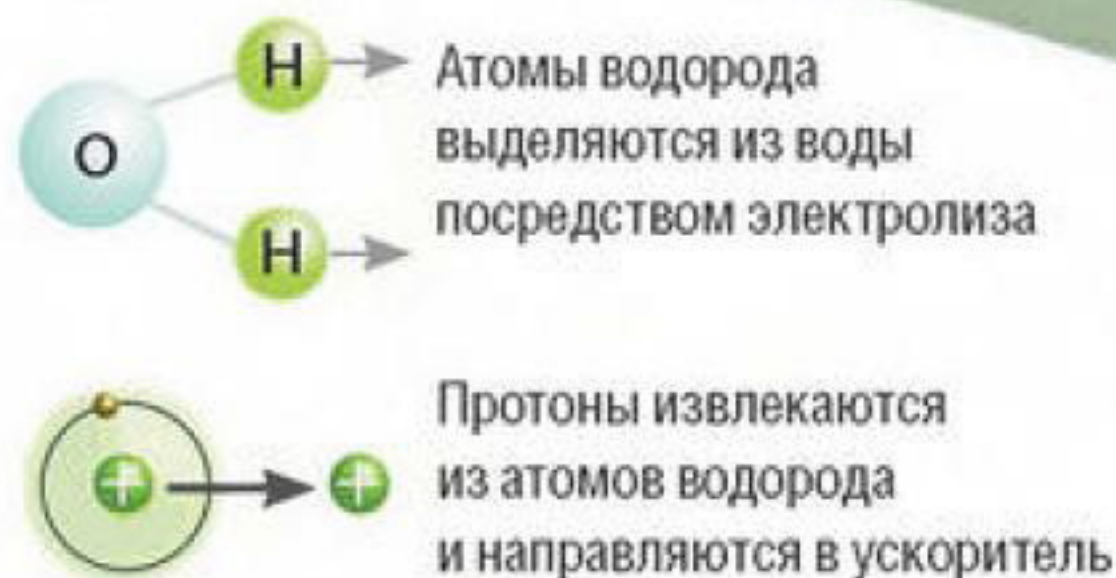 H
Атомы водорода
выделяются из воды
O
посредством электролиза
H
Протоны извлекаются
из атомов водорода
и направляются в ускоритель